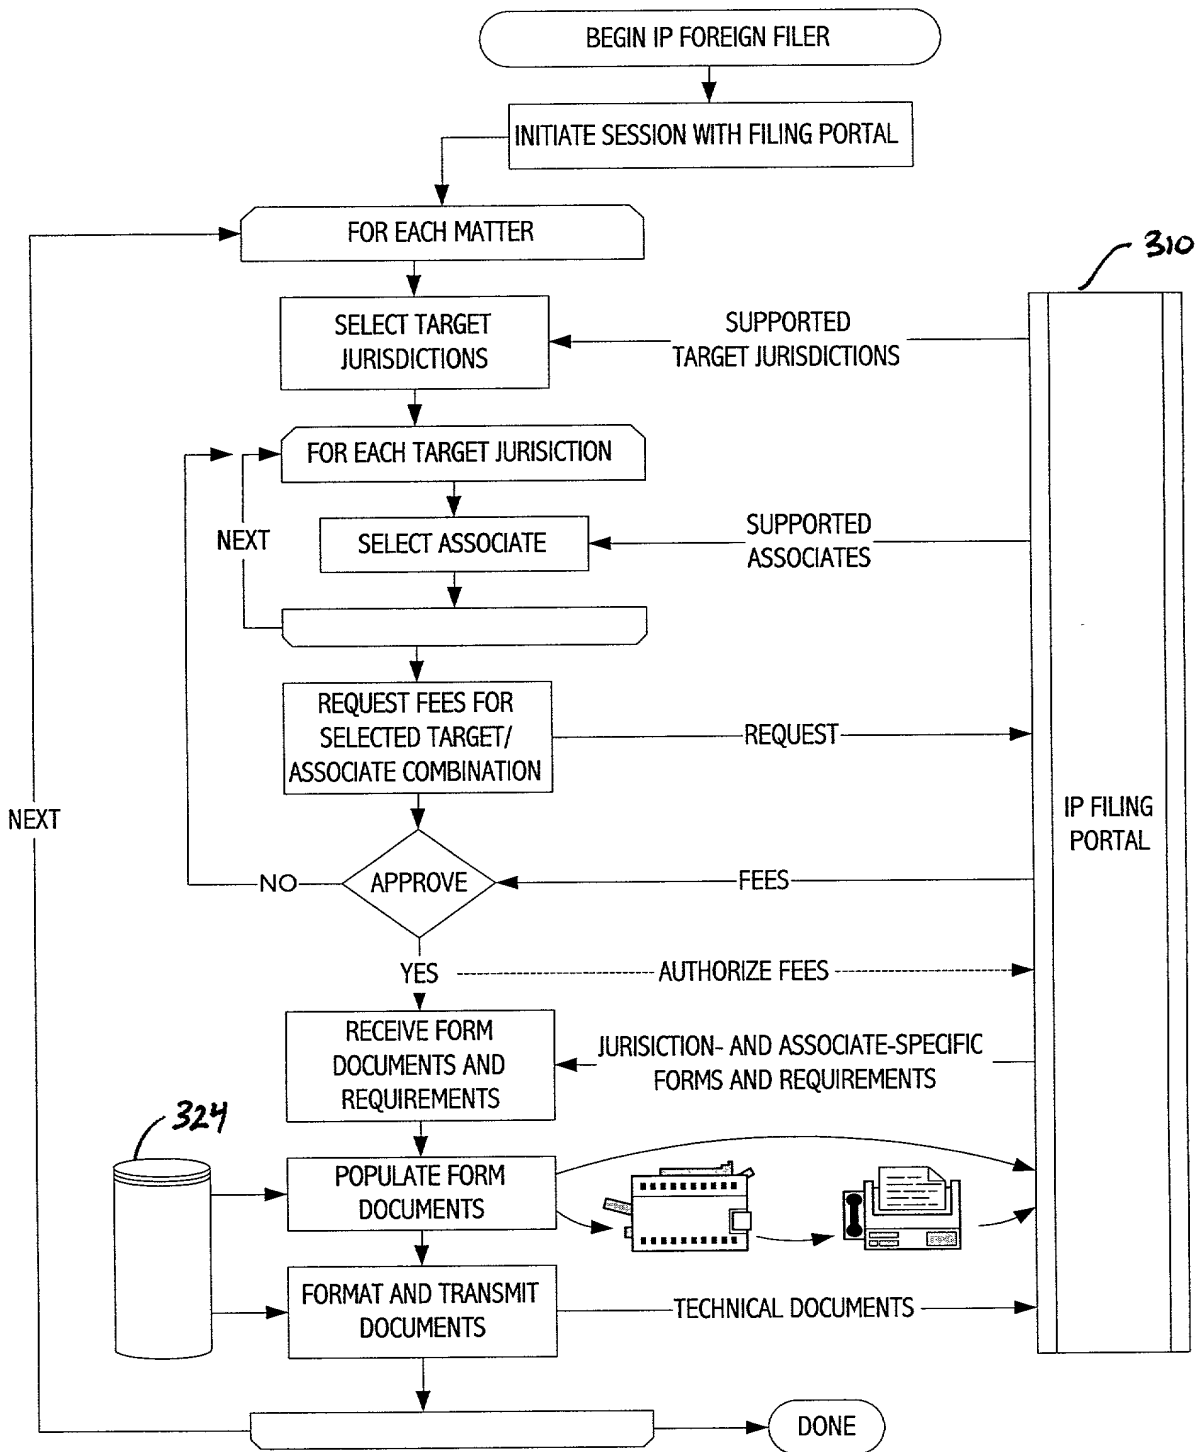 BEGIN IP FOREIGN FILER
INITIATE SESSION WITH FILING PORTAL
FOR EACH MATTER
310
SELECT TARGET
JURISDICTIONS
SUPPORTED
TARGET JURISDICTIONS
FOR EACH TARGET JURISICTION
NEXT
SELECT ASSOCIATE
SUPPORTED
ASSOCIATES
REQUEST FEES FOR
SELECTED TARGET/
ASSOCIATE COMBINATION
REQUEST
NEXT
IP FILING
PORTAL
NO
APPROVE
FEES
YES
AUTHORIZE FEES
RECEIVE FORM
DOCUMENTS AND
REQUIREMENTS
JURISICTION- AND ASSOCIATE-SPECIFIC
FORMS AND REQUIREMENTS
324
POPULATE FORM
DOCUMENTS
FORMAT AND TRANSMIT
DOCUMENTS
TECHNICAL DOCUMENTS
DONE